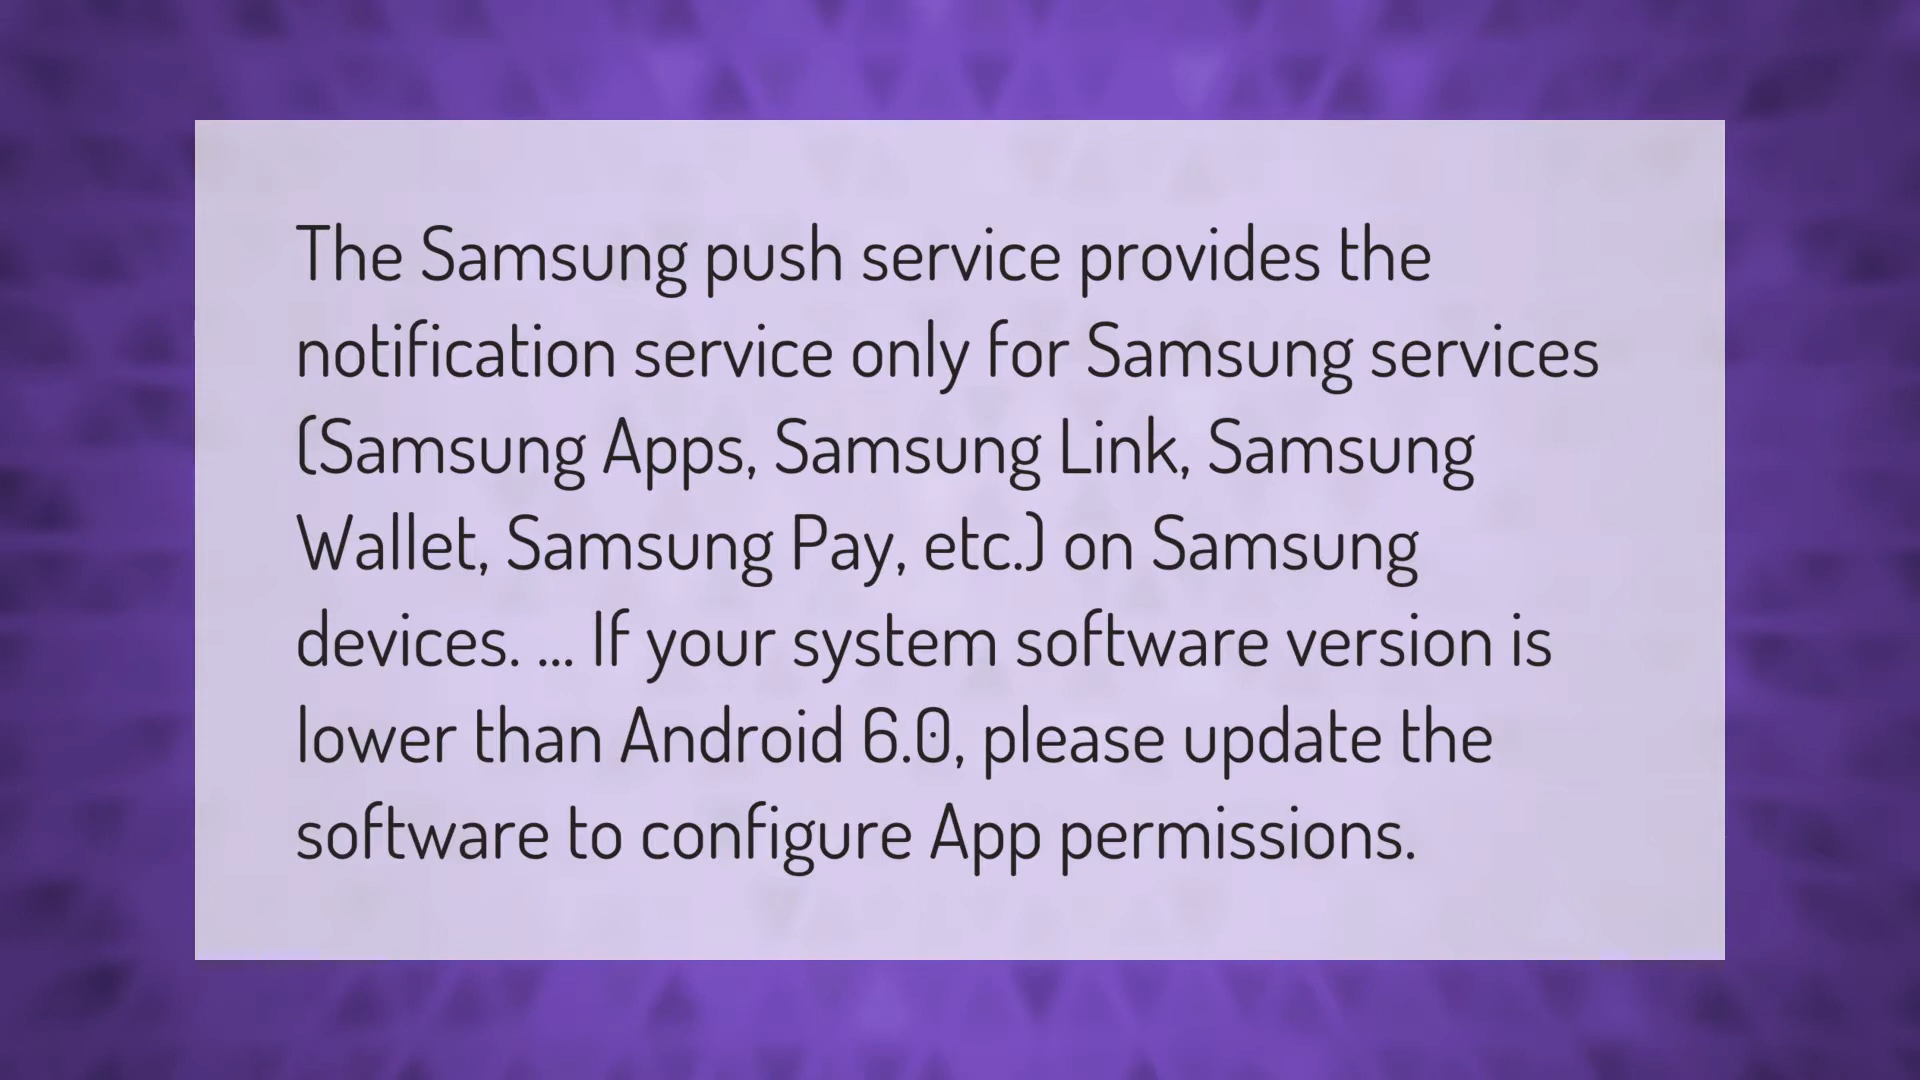 The Samsung push service provides the
notification service only for Samsung services
(Samsung Apps, Samsung Link, Samsung
Wallet, Samsung Pay, etc.) on Samsung
devices. ... If your system software version is
lower than Android 6.0, please update the
software to configure App permissions.